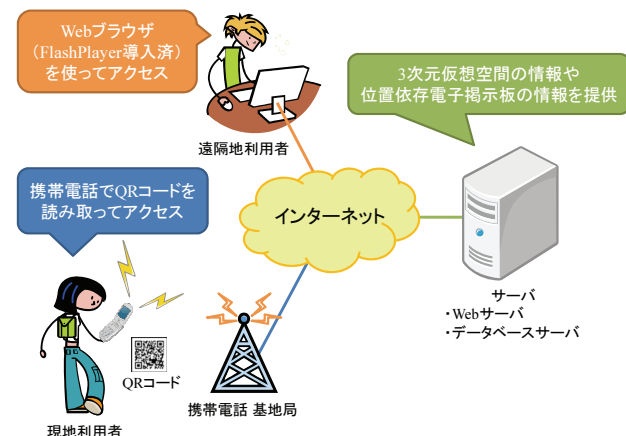 Webブラウザ
（FlashPlayer導入済）
を使ってアクセス
遠隔地利用者
3次元仮想空間の情報や
位置依存電子掲示板の情報を提供
携帯電話でQRコードを
読み取ってアクセス
インターネット
サーバ
・Webサーバ
・データベースサーバ
QRコード
携帯電話 基地局
現地利用者